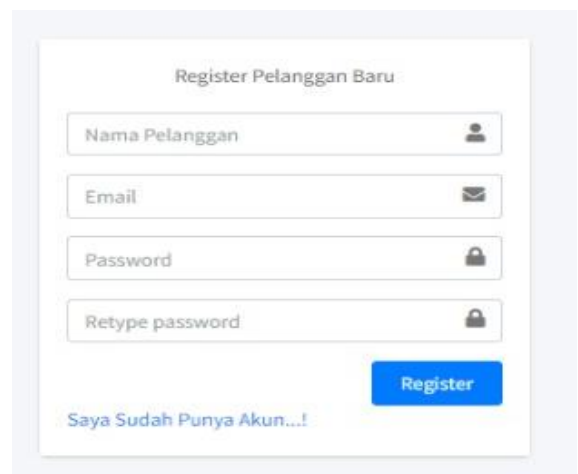 Register Pelanggan Baru
Nama Pelanggan
Email
Password
Retype password
Register
Saya Sudah Punya Akun...!